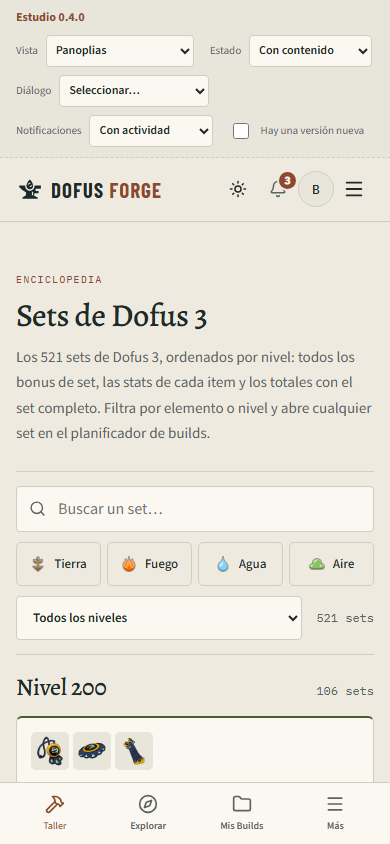 Estudio 0.4.0
Vista Panoplias Estado Con contenido
Diálogo Seleccionar...
Notificaciones Con actividad Hay una versión nueva
DOFUS FORGE 3 B
ENCICLOPEDIA
Sets de Dofus 3
Los 521 sets de Dofus 3, ordenados por nivel: todos los
bonus de set, las stats de cada item y los totales con el
set completo. Filtra por elemento o nivel y abre cualquier
set en el planificador de builds.
Buscar un set...
Tierra Fuego Agua Aire
Todos los niveles 521 sets
Nivel 200 106 sets
Taller Explorar Mis Builds Más